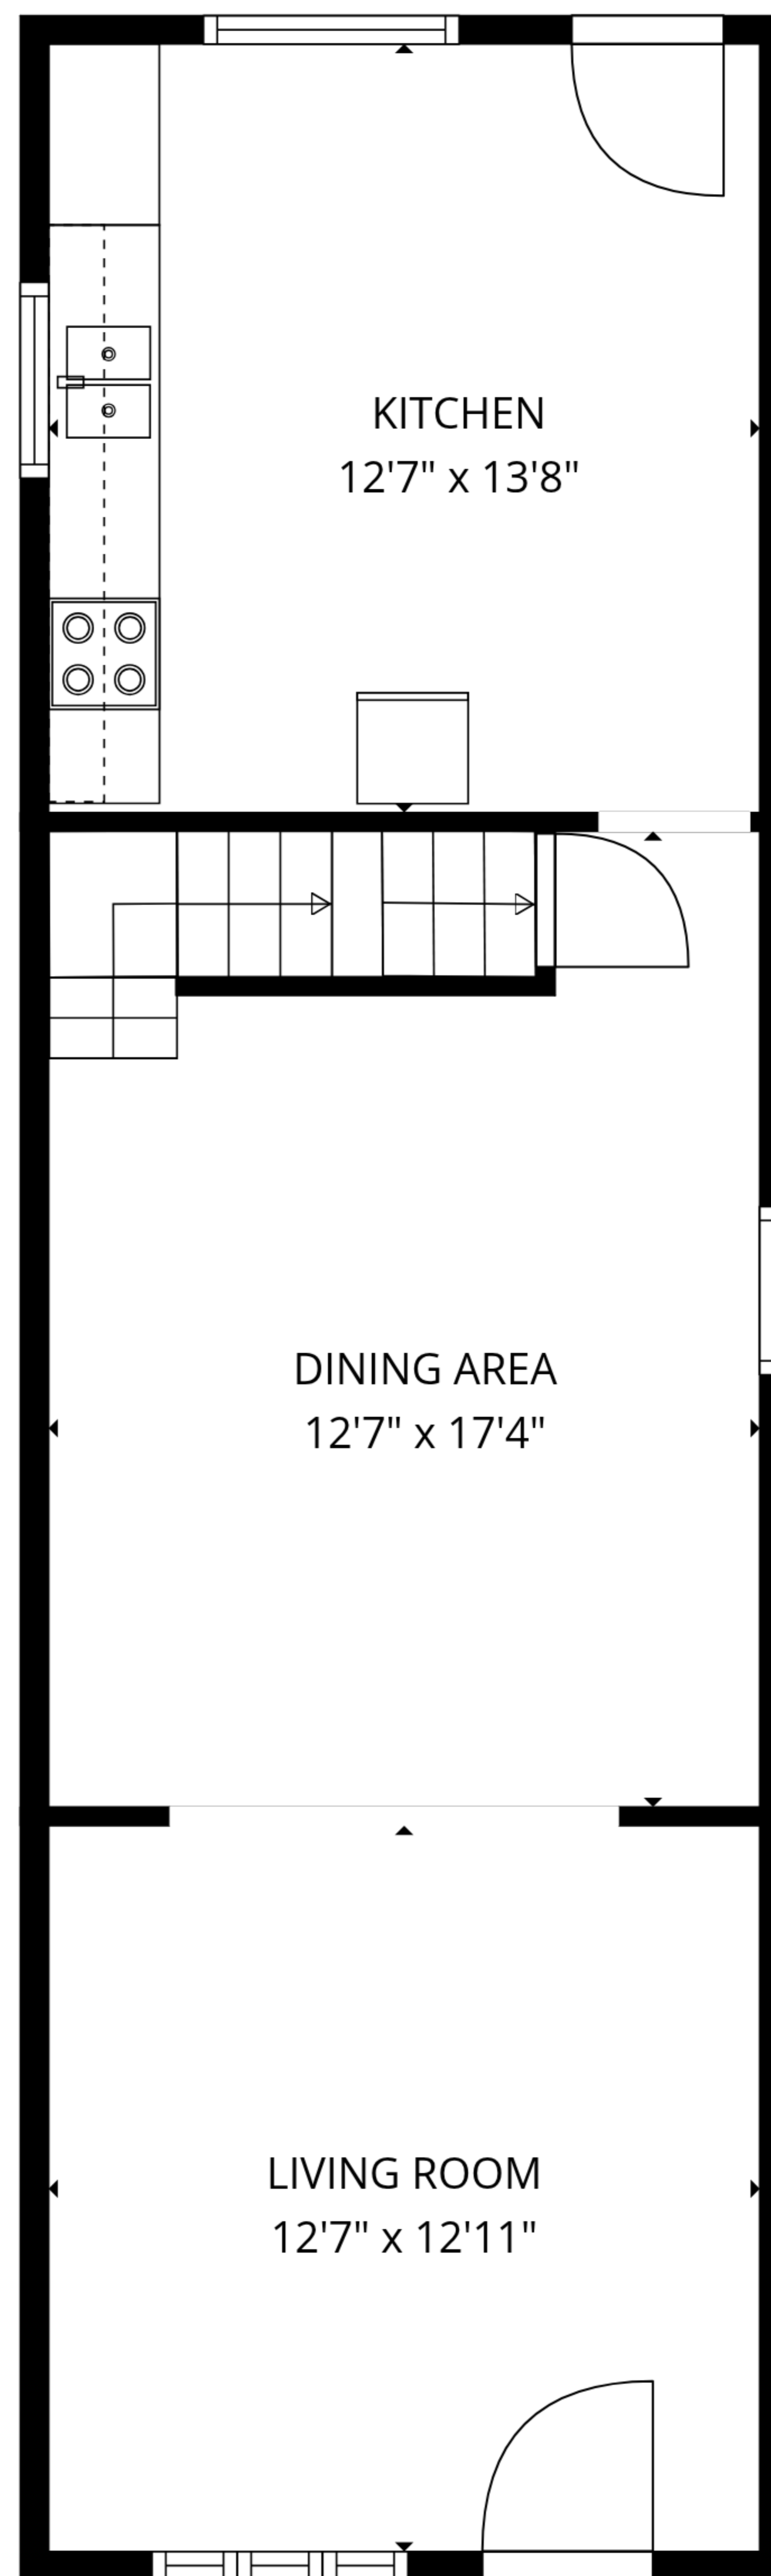 KITCHEN
12'7" x 13'8"
DINING AREA
12'7" x 17'4"
LIVING ROOM
12'7" x 12'11"